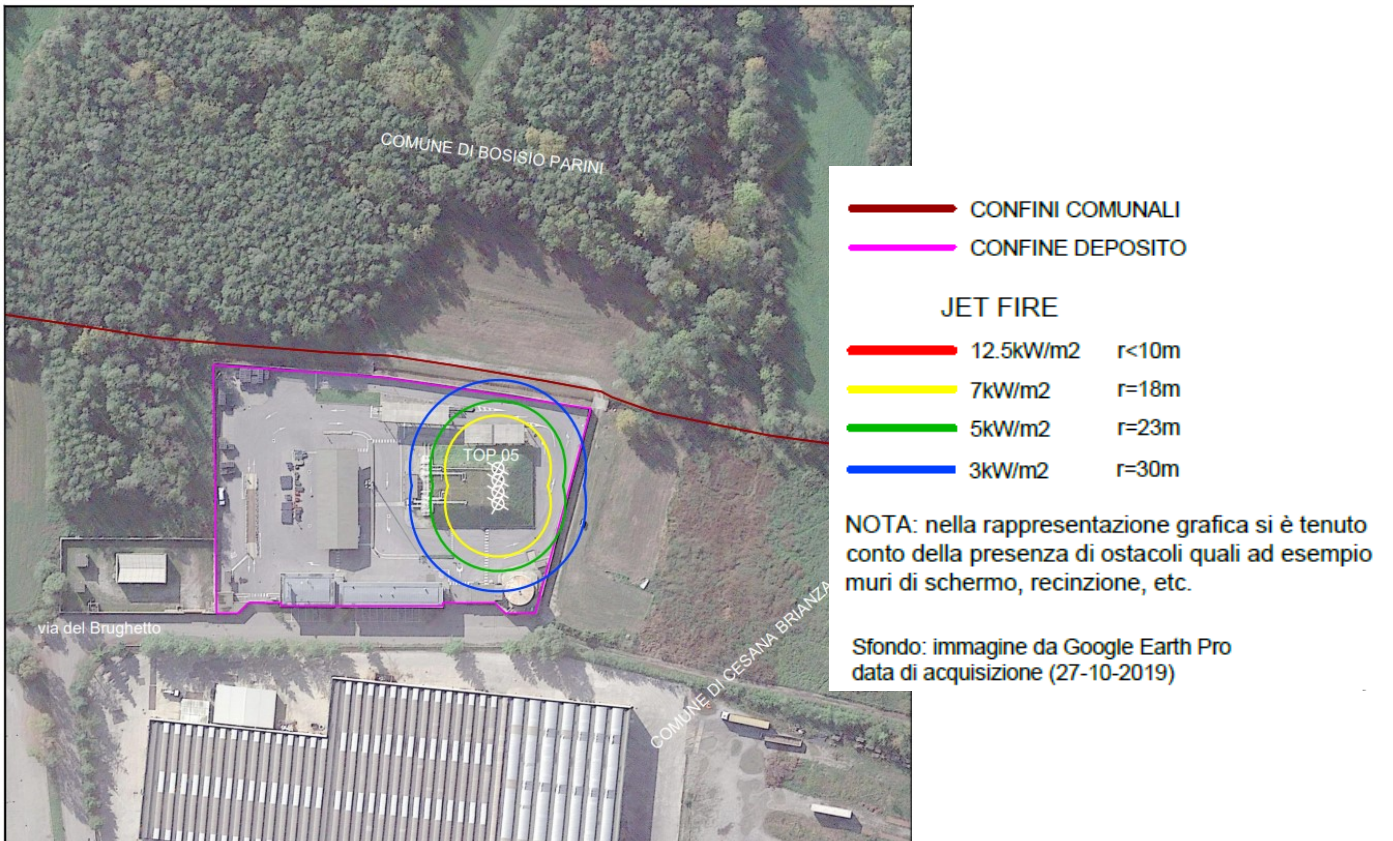 COMUNE DI BOSISIO PARINI
TOP 05
via del Brughetto
COMUNE DI CESANA BRIANZA
CONFINI COMUNALI
CONFINE DEPOSITO
JET FIRE
12.5kW/m2 r<10m
7kW/m2 r=18m
5kW/m2 r=23m
3kW/m2 r=30m
NOTA: nella rappresentazione grafica si è tenuto
conto della presenza di ostacoli quali ad esempio
muri di schermo, recinzione, etc.
Sfondo: immagine da Google Earth Pro
data di acquisizione (27-10-2019)